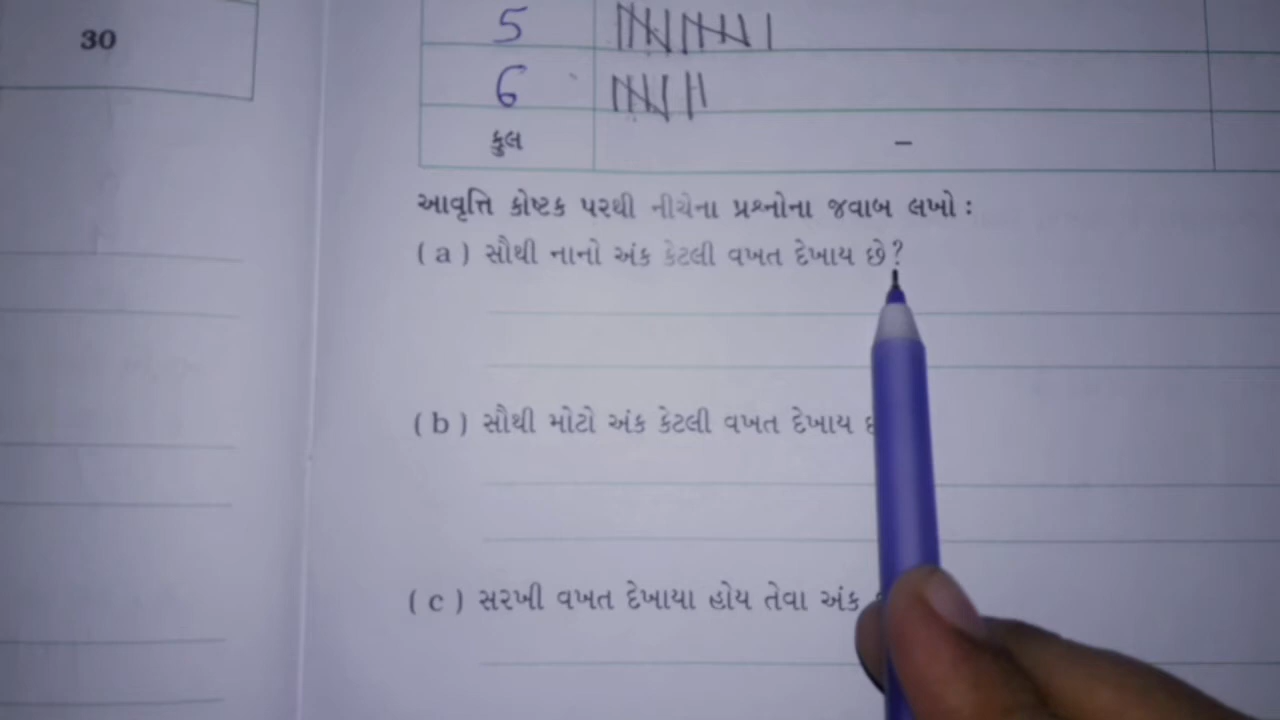 30
5
6
કુલ –
આવૃત્તિ કોષ્ટક પરથી નીચેના પ્રશ્નોના જવાબ લખો :
( a ) સૌથી નાનો અંક કેટલી વખત દેખાય છે?
( b ) સૌથી મોટો અંક કેટલી વખત દેખાય
( c ) સરખી વખત દેખાયા હોય તેવા અંક